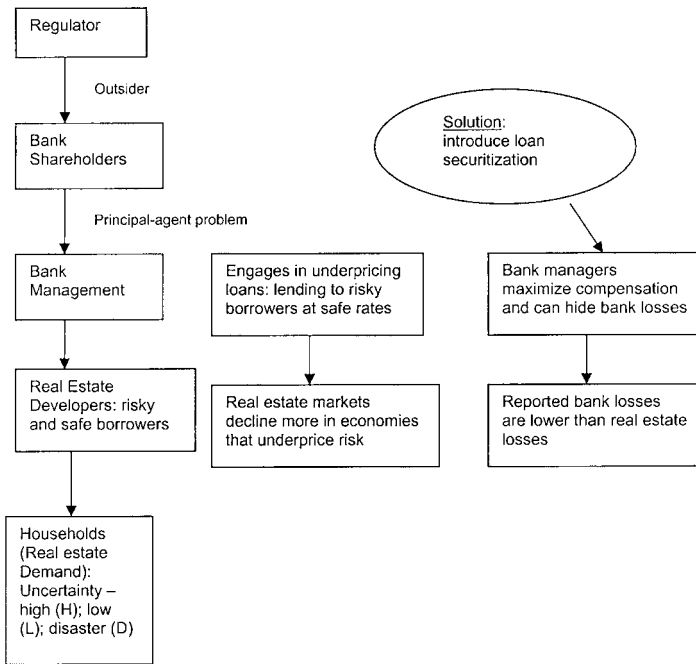 Regulator
Outsider
Bank
Shareholders
Principal-agent problem
Bank
Management
Real Estate
Developers: risky
and safe borrowers
Households
(Real estate
Demand):
Uncertainty –
high (H); low
(L); disaster (D)
Engages in underpricing
loans: lending to risky
borrowers at safe rates
Real estate markets
decline more in economies
that underprice risk
Solution:
introduce loan
securitization
Bank managers
maximize compensation
and can hide bank losses
Reported bank losses
are lower than real estate
losses